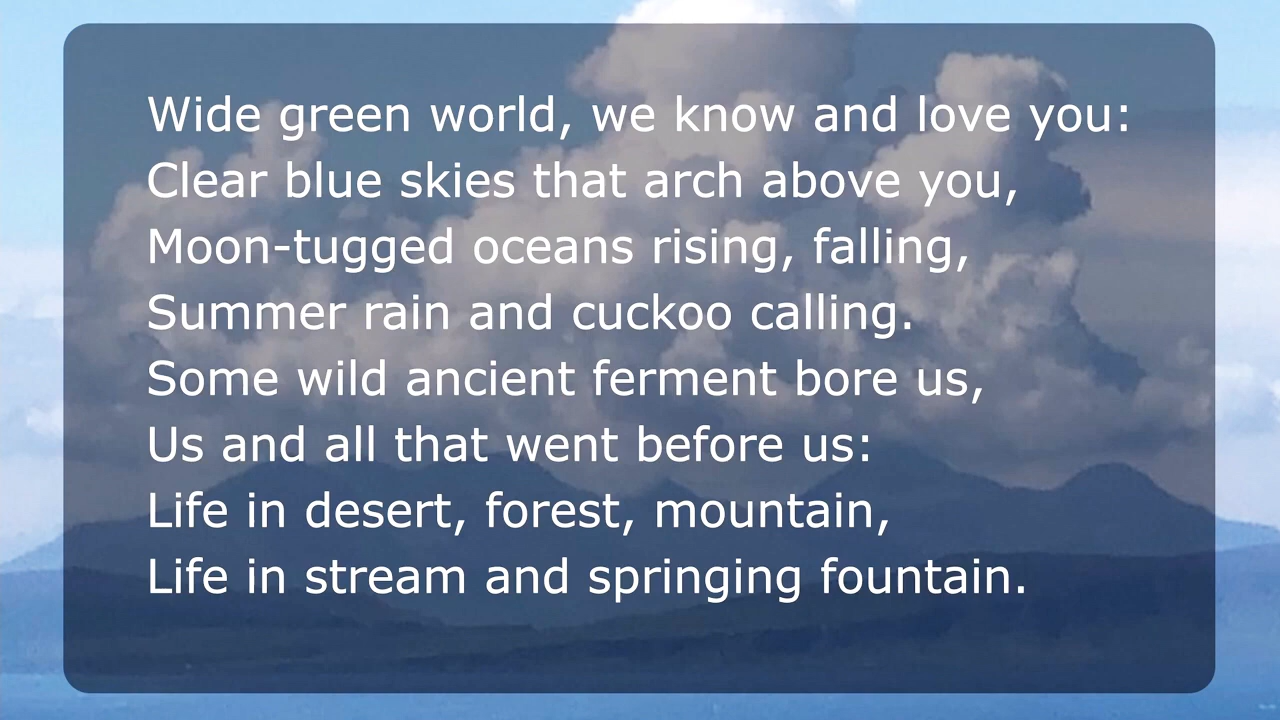 Wide green world, we know and love you:
Clear blue skies that arch above you,
Moon-tugged oceans rising, falling,
Summer rain and cuckoo calling.
Some wild ancient ferment bore us,
Us and all that went before us:
Life in desert, forest, mountain,
Life in stream and springing fountain.